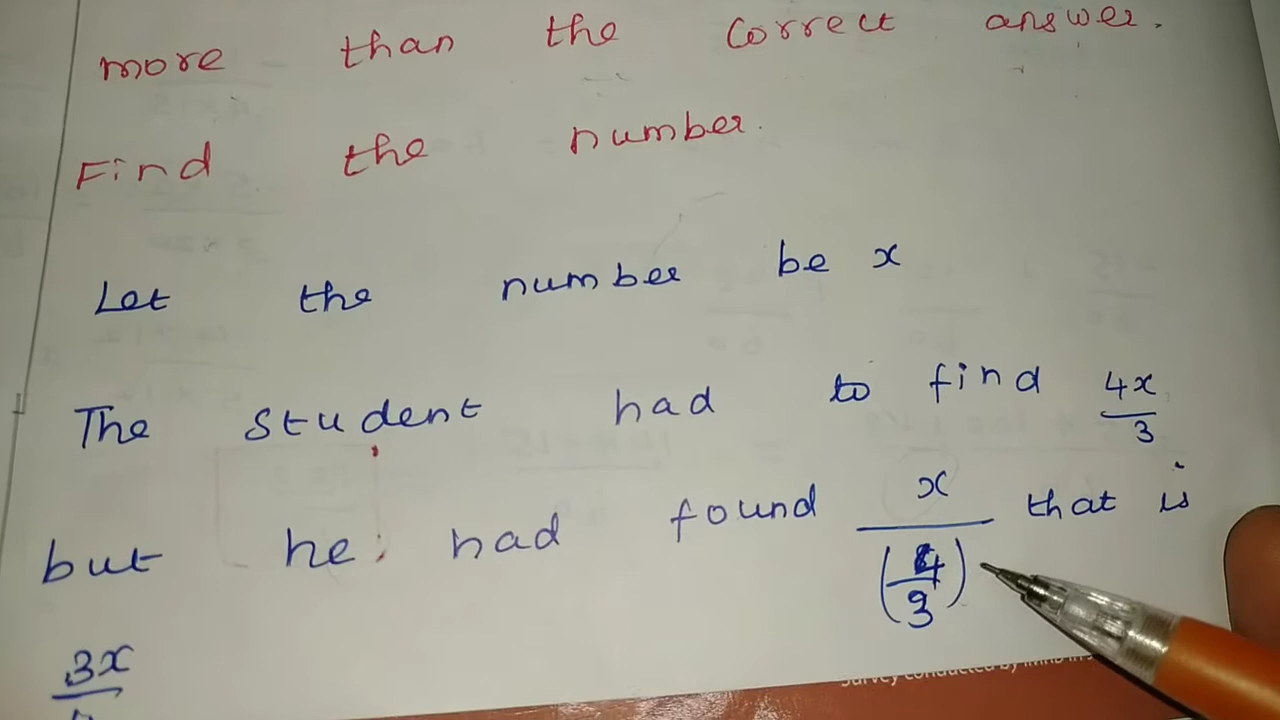 more than the correct answer.
Find the number.
Let the number be x
The student had to find 4x/3
but he had found x/(4/3) that is
3x/